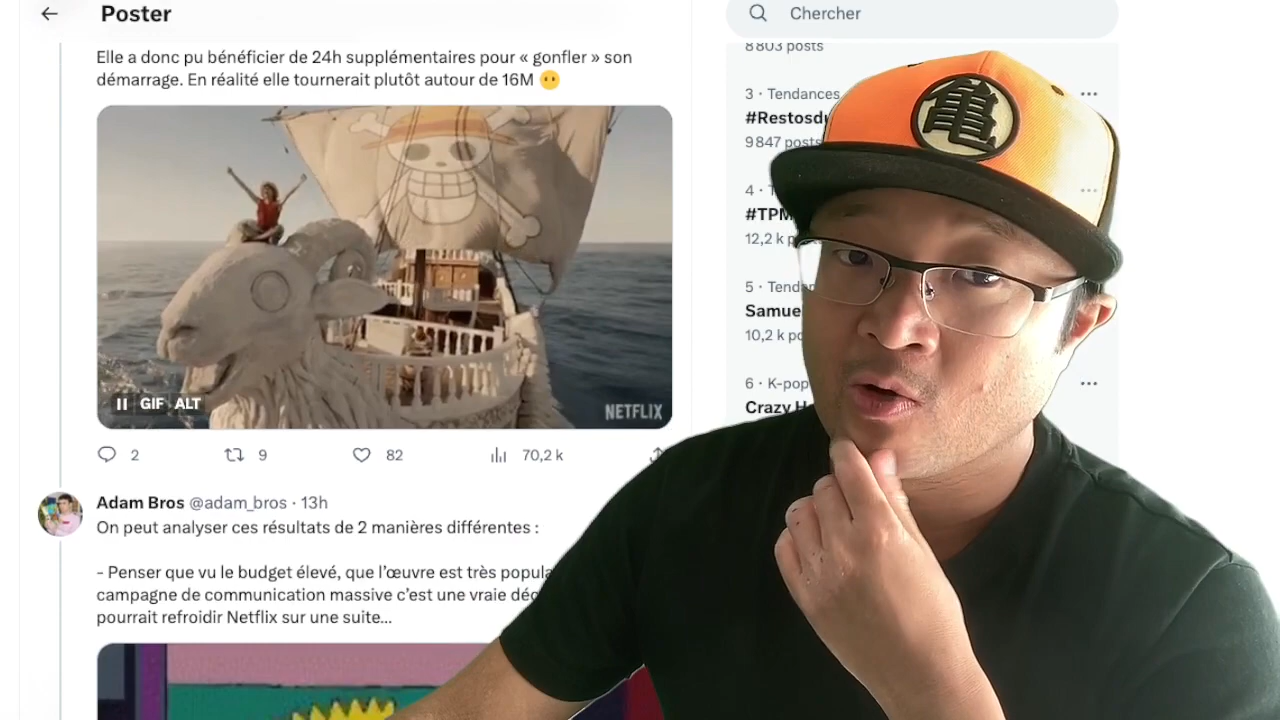 Poster
Chercher
Elle a donc pu bénéficier de 24h supplémentaires pour « gonfler » son
démarrage. En réalité elle tournerait plutôt autour de 16M
GIF ALT
NETFLIX
2
9
82
70,2 k
Adam Bros @adam_bros · 13h
On peut analyser ces résultats de 2 manières différentes :
- Penser que vu le budget élevé, que l'œuvre est très
campagne de communication massive c'est une vraie
pourrait refroidir Netflix sur une suite...
8 803 posts
3 · Tendances
#Restosdu
9 847 posts
4 ·
#TPM
12,2 k
5 ·
Samue
10,2 k
6 · K-pop
Crazy
亀